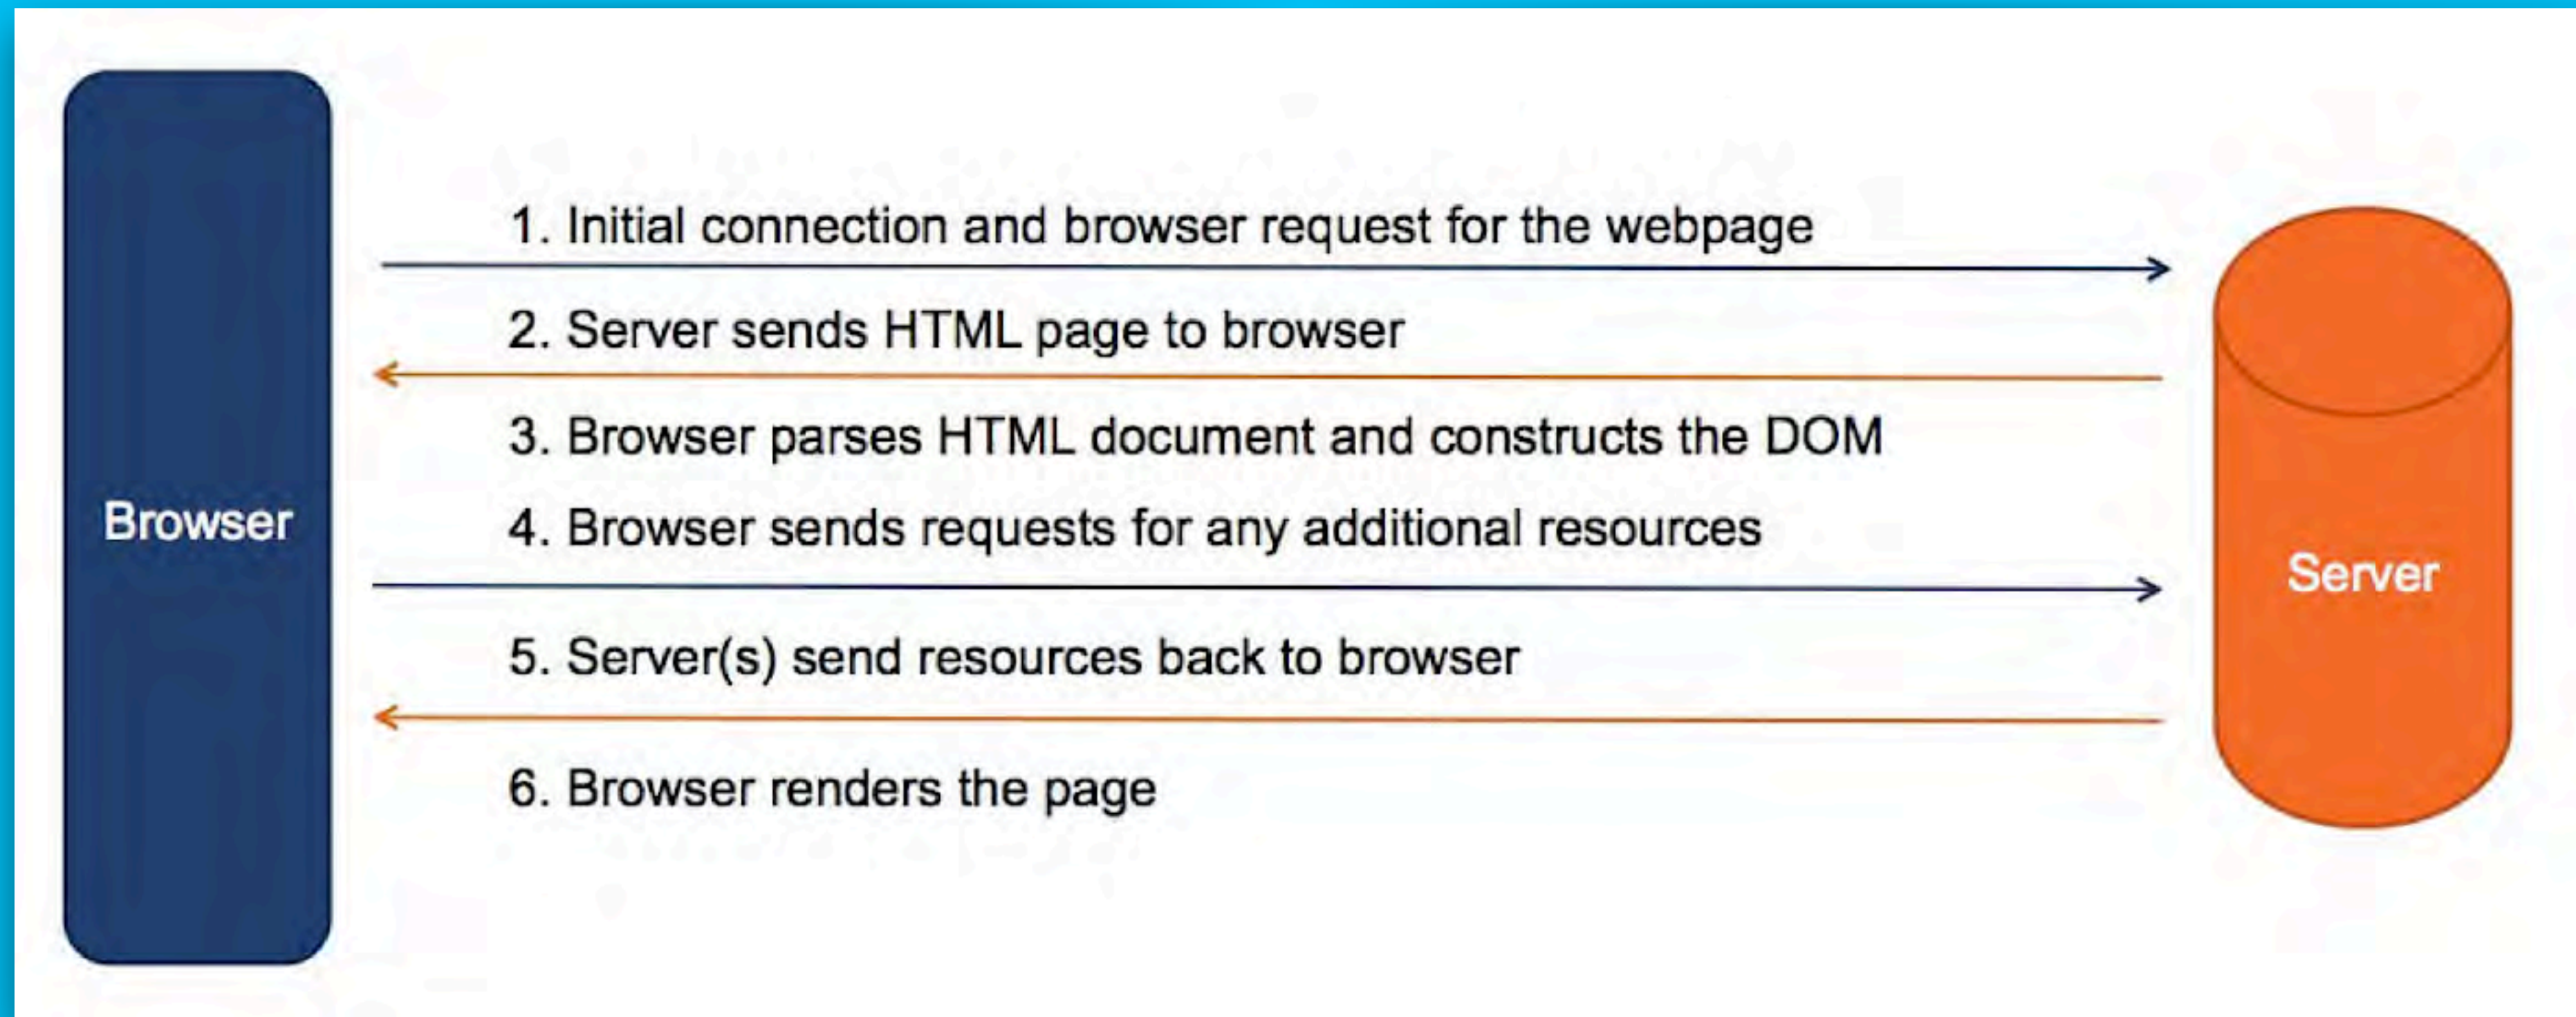 Browser
1. Initial connection and browser request for the webpage
2. Server sends HTML page to browser
3. Browser parses HTML document and constructs the DOM
4. Browser sends requests for any additional resources
5. Server(s) send resources back to browser
6. Browser renders the page
Server